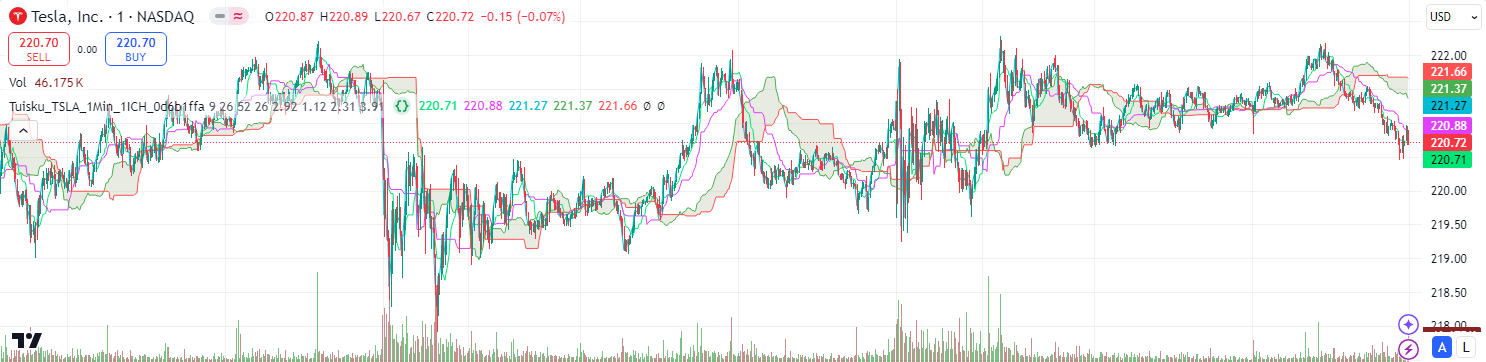 Tesla, Inc. · 1 · NASDAQ O220.87 H220.89 L220.67 C220.72 −0.15 (−0.07%)
USD
220.70 0.00 220.70
SELL BUY
Vol 46.175K
Tuisku_TSLA_1Min_1ICH_0d6b1ffa 9 26 52 26 2.92 1.12 2.31 3.91 {} 220.71 220.88 221.27 221.37 221.66 Ø Ø
222.00
221.66
221.37
221.27
220.88
220.72
220.71
220.00
219.50
219.00
218.50
218.00
A L